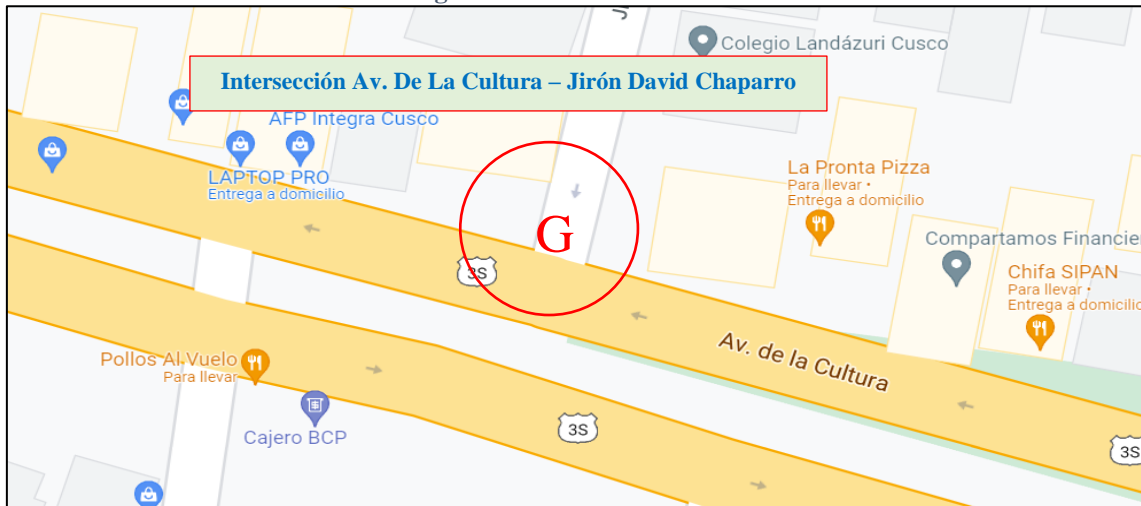 Colegio Landázuri Cusco
Intersección Av. De La Cultura – Jirón David Chaparro
AFP Integra Cusco
LAPTOP PRO
Entrega a domicilio
La Pronta Pizza
Para llevar •
Entrega a domicilio
G
Compartamos Financie
3S
Chifa SIPAN
Para llevar •
Entrega a domicilio
Av. de la Cultura
Pollos Al Vuelo
Para llevar
3S
Cajero BCP
3S